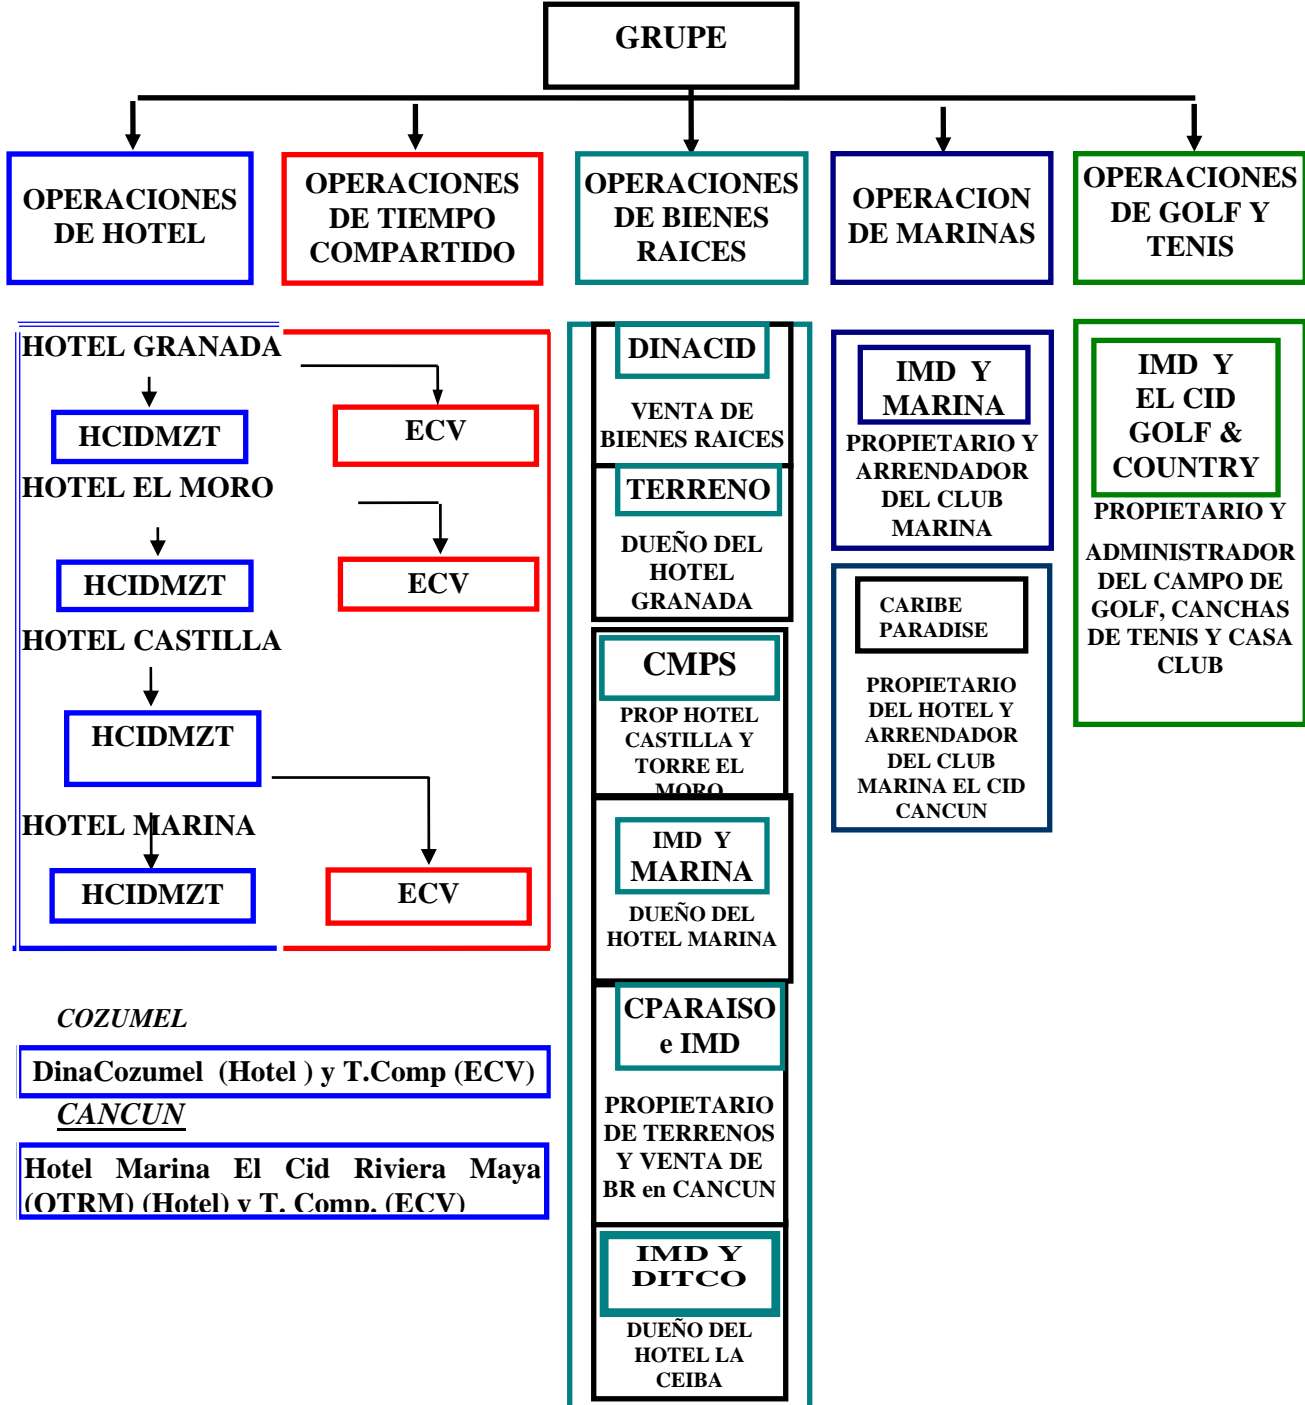 GRUPE
OPERACIONES
DE HOTEL
OPERACIONES
DE TIEMPO
COMPARTIDO
OPERACIONES
DE BIENES
RAICES
OPERACION
DE MARINAS
OPERACIONES
DE GOLF Y
TENIS
HOTEL GRANADA
HCIDMZT
ECV
HOTEL EL MORO
HCIDMZT
ECV
HOTEL CASTILLA
HCIDMZT
HOTEL MARINA
HCIDMZT
ECV
COZUMEL
DinaCozumel (Hotel ) y T.Comp (ECV)
CANCUN
Hotel Marina El Cid Riviera Maya
(OTRM) (Hotel) y T. Comp. (ECV)
DINACID
VENTA DE
BIENES RAICES
TERRENO
DUEÑO DEL
HOTEL
GRANADA
CMPS
PROP HOTEL
CASTILLA Y
TORRE EL
MORO
IMD Y
MARINA
DUEÑO DEL
HOTEL MARINA
CPARAISO
e IMD
PROPIETARIO
DE TERRENOS
Y VENTA DE
BR en CANCUN
IMD Y
DITCO
DUEÑO DEL
HOTEL LA
CEIBA
IMD Y
MARINA
PROPIETARIO Y
ARRENDADOR
DEL CLUB
MARINA
CARIBE
PARADISE
PROPIETARIO
DEL HOTEL Y
ARRENDADOR
DEL CLUB
MARINA EL CID
CANCUN
IMD Y
EL CID
GOLF &
COUNTRY
PROPIETARIO Y
ADMINISTRADOR
DEL CAMPO DE
GOLF, CANCHAS
DE TENIS Y CASA
CLUB